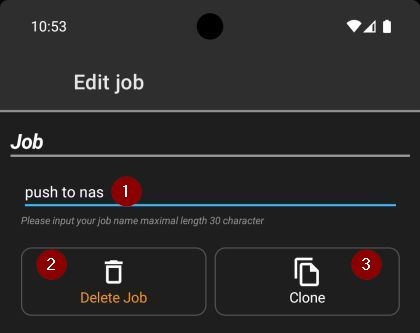 10:53
Edit job
Job
push to nas 1
Please input your job name maximal length 30 character
2 3
Delete Job Clone